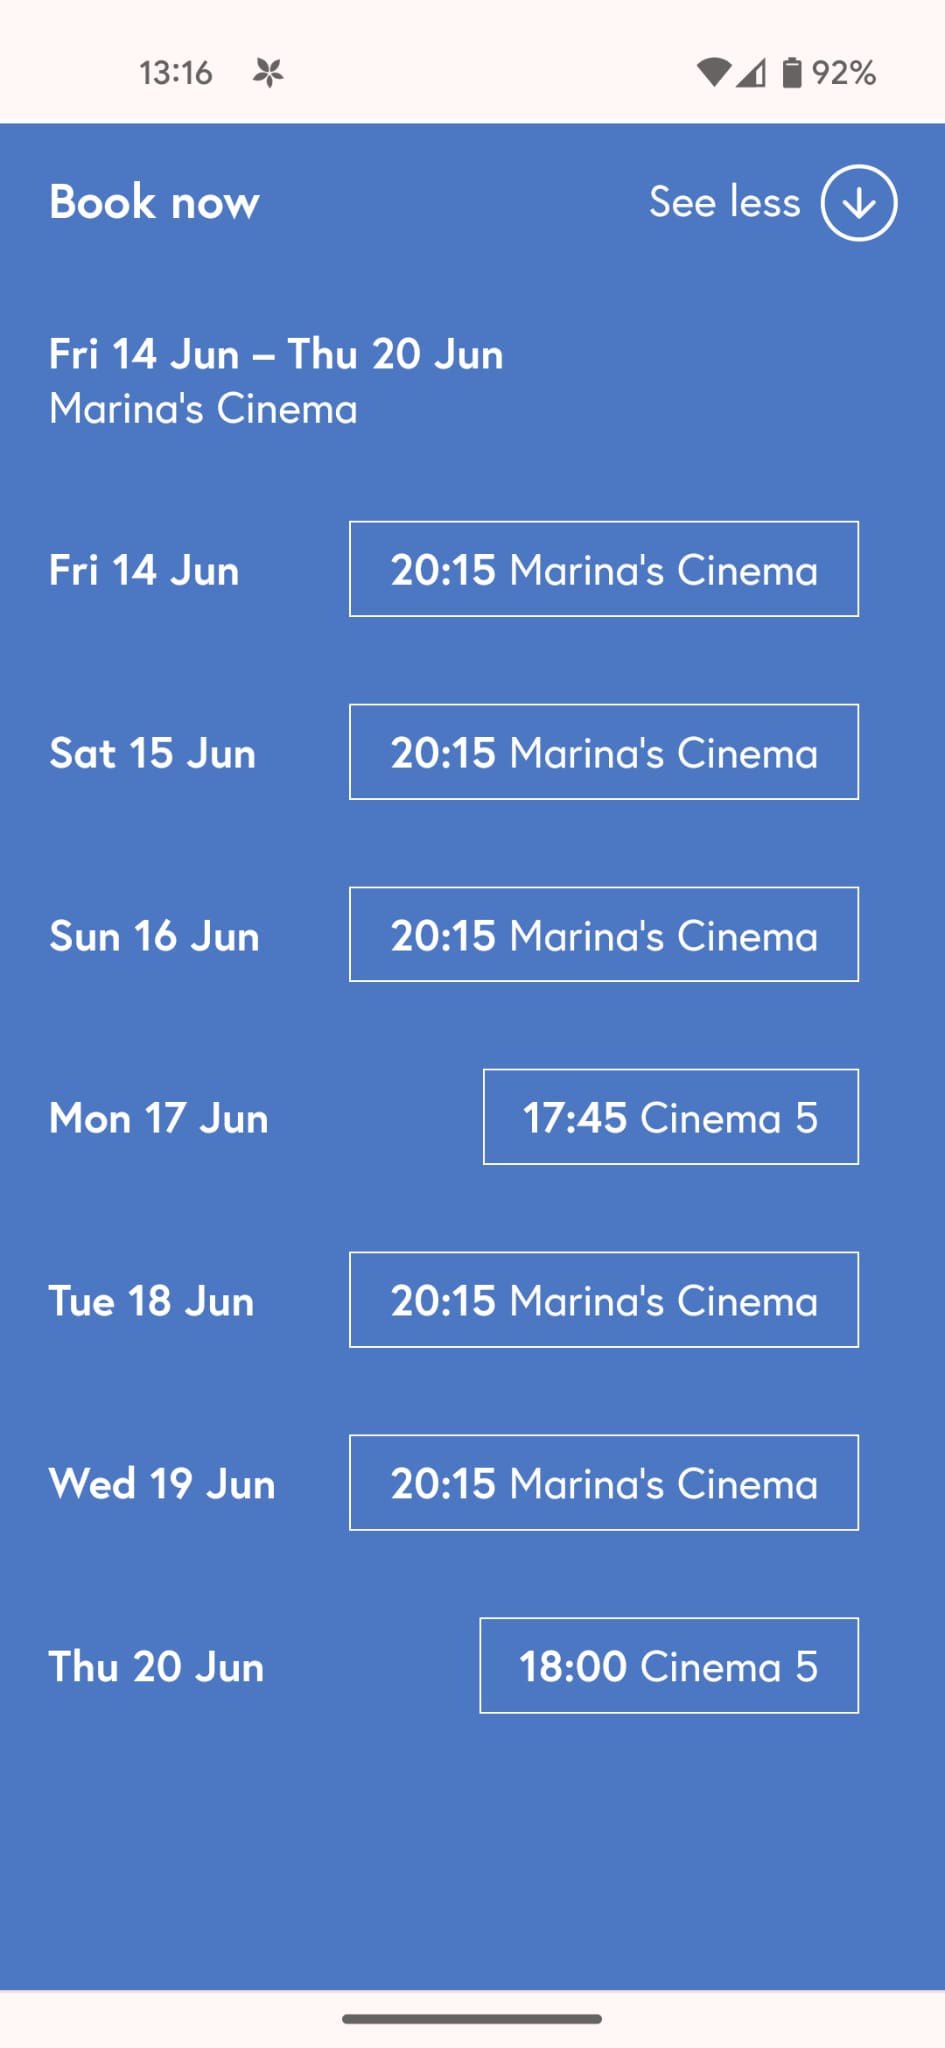 13:16 92%
Book now See less
Fri 14 Jun – Thu 20 Jun
Marina's Cinema
Fri 14 Jun 20:15 Marina's Cinema
Sat 15 Jun 20:15 Marina's Cinema
Sun 16 Jun 20:15 Marina's Cinema
Mon 17 Jun 17:45 Cinema 5
Tue 18 Jun 20:15 Marina's Cinema
Wed 19 Jun 20:15 Marina's Cinema
Thu 20 Jun 18:00 Cinema 5